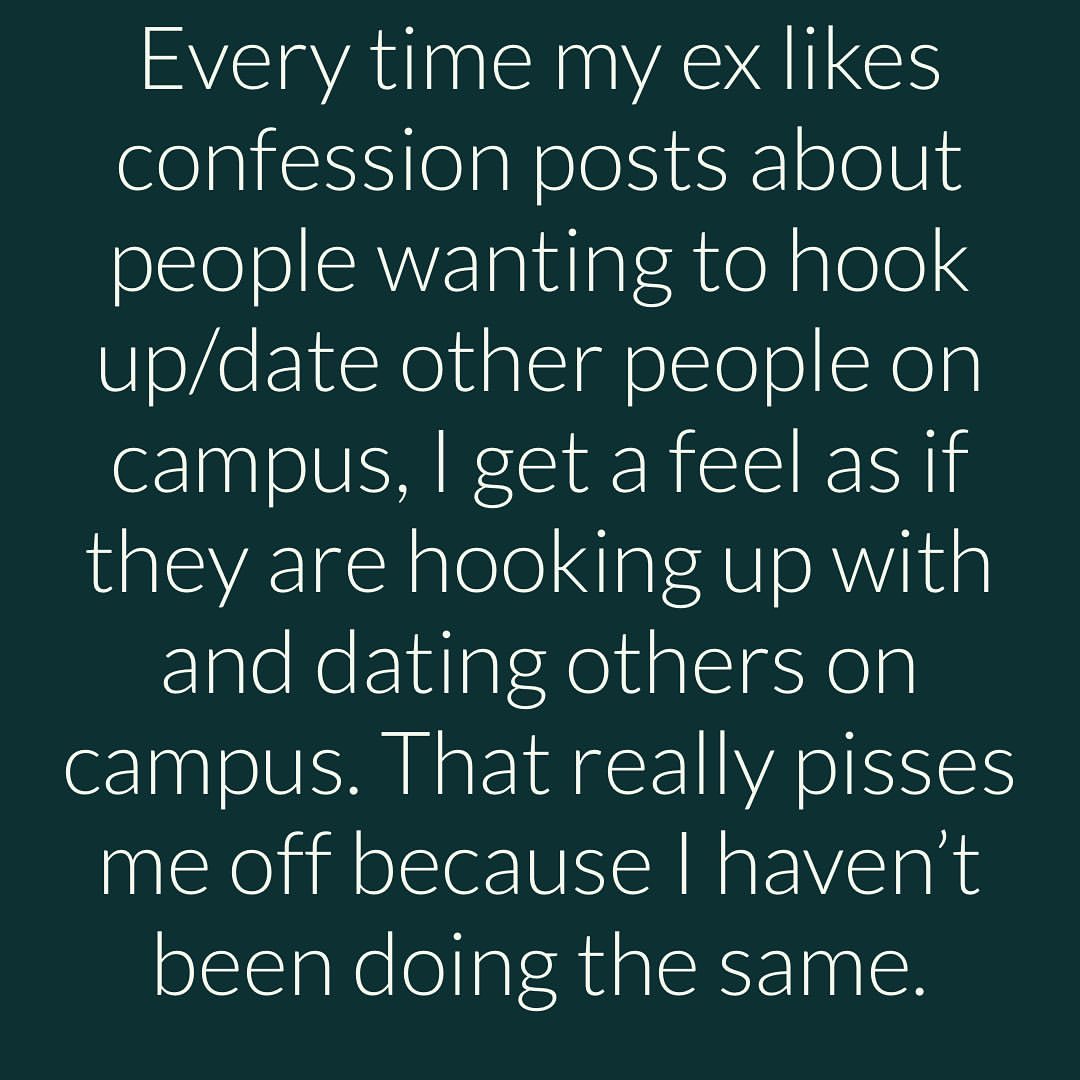 Every time my ex likes
confession posts about
people wanting to hook
up/date other people on
campus, I get a feel as if
they are hooking up with
and dating others on
campus. That really pisses
me off because I haven’t
been doing the same.